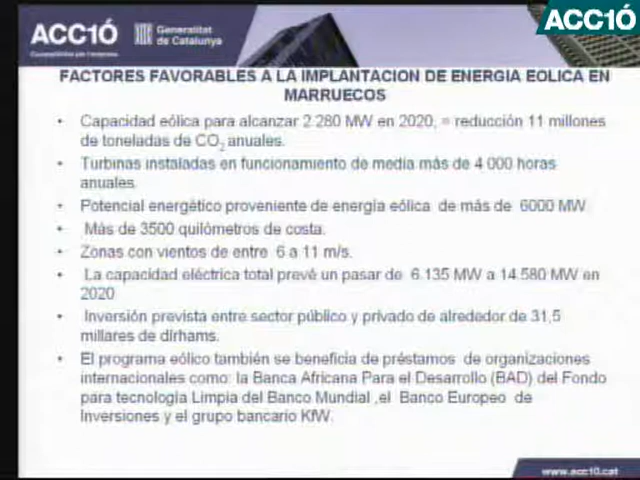 ACC1Ó
Generalitat
de Catalunya
ACC1Ó
FACTORES FAVORABLES A LA IMPLANTACION DE ENERGIA EOLICA EN
MARRUECOS
• Capacidad eólica para alcanzar 2 280 MW en 2020, = reducción 11 millones
de toneladas de CO2 anuales.
• Turbinas instaladas en funcionamiento de media más de 4 000 horas
anuales.
• Potencial energético proveniente de energía eólica de más de 6000 MW
• Más de 3500 quilómetros de costa.
• Zonas con vientos de entre 6 a 11 m/s.
• La capacidad eléctrica total prevé un pasar de 6.135 MW a 14.580 MW en
2020
• Inversión prevista entre sector público y privado de alrededor de 31,5
millares de dírhams.
• El programa eólico también se beneficia de préstamos de organizaciones
internacionales como: la Banca Africana Para el Desarrollo (BAD) del Fondo
para tecnología Limpia del Banco Mundial ,el Banco Europeo de
Inversiones y el grupo bancario KfW.
www.acc10.cat